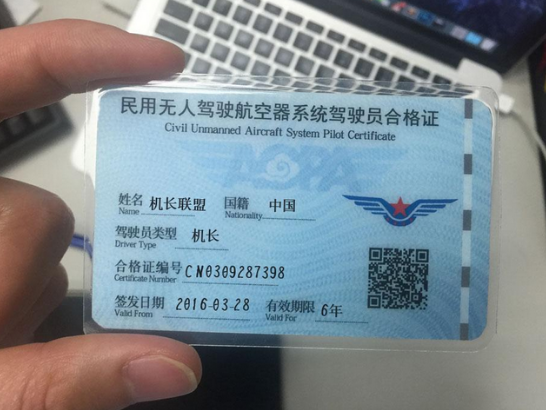 民用无人驾驶航空器系统驾驶员合格证
Civil Unmanned Aircraft System Pilot Certificate
AOPA
姓名 机长联盟 国籍 中国
Name Nationality
驾驶员类型 机长
Driver Type
合格证编号 CN0309287398
Certificate Number
签发日期 2016-03-28 有效期限 6年
Valid From Valid For